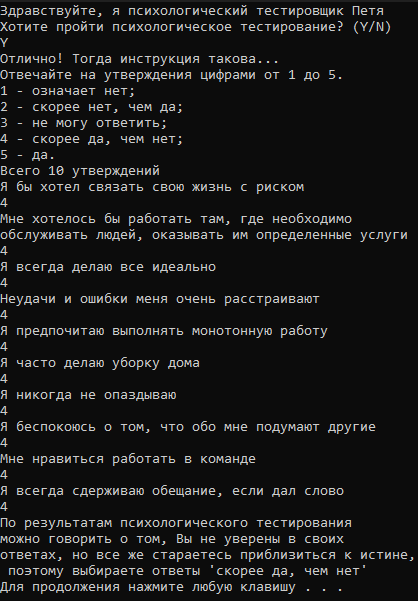 Здравствуйте, я психологический тестировщик Петя
Хотите пройти психологическое тестирование? (Y/N)
Y
Отлично! Тогда инструкция такова...
Отвечайте на утверждения цифрами от 1 до 5.
1 - означает нет;
2 - скорее нет, чем да;
3 - не могу ответить;
4 - скорее да, чем нет;
5 - да.
Всего 10 утверждений
Я бы хотел связать свою жизнь с риском
4
Мне хотелось бы работать там, где необходимо
обслуживать людей, оказывать им определенные услуги
4
Я всегда делаю все идеально
4
Неудачи и ошибки меня очень расстраивают
4
Я предпочитаю выполнять монотонную работу
4
Я часто делаю уборку дома
4
Я никогда не опаздываю
4
Я беспокоюсь о том, что обо мне подумают другие
4
Мне нравиться работать в команде
4
Я всегда сдерживаю обещание, если дал слово
4
По результатам психологического тестирования
можно говорить о том, Вы не уверены в своих
ответах, но все же стараетесь приблизиться к истине,
поэтому выбираете ответы 'скорее да, чем нет'
Для продолжения нажмите любую клавишу . . .